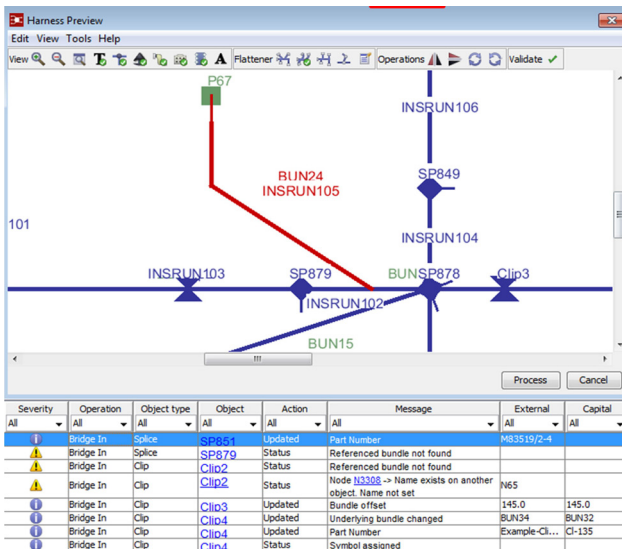 Harness Preview
Edit View Tools Help
View Flattener Operations Validate
P67
INSRUN106
BUN24
INSRUN105
SP849
101
INSRUN104
INSRUN103
SP879
BUNSP878
Clip3
INSRUN102
BUN15
Process Cancel
Severity Operation Object type Object Action Message External Capital
All All All All All All All All
Bridge In Splice SP851 Updated Part Number M83519/2-4
Bridge In Splice SP879 Status Referenced bundle not found
Bridge In Clip Clip2 Status Referenced bundle not found
Bridge In Clip Clip2 Status Node N3308 -> Name exists on another object. Name not set N65
Bridge In Clip Clip3 Updated Bundle offset 145.0 145.0
Bridge In Clip Clip4 Updated Underlying bundle changed BUN34 BUN32
Bridge In Clip Clip4 Updated Part Number Example-Cli... Cl-135
Bridge In Clip Clip4 Status Symbol assigned